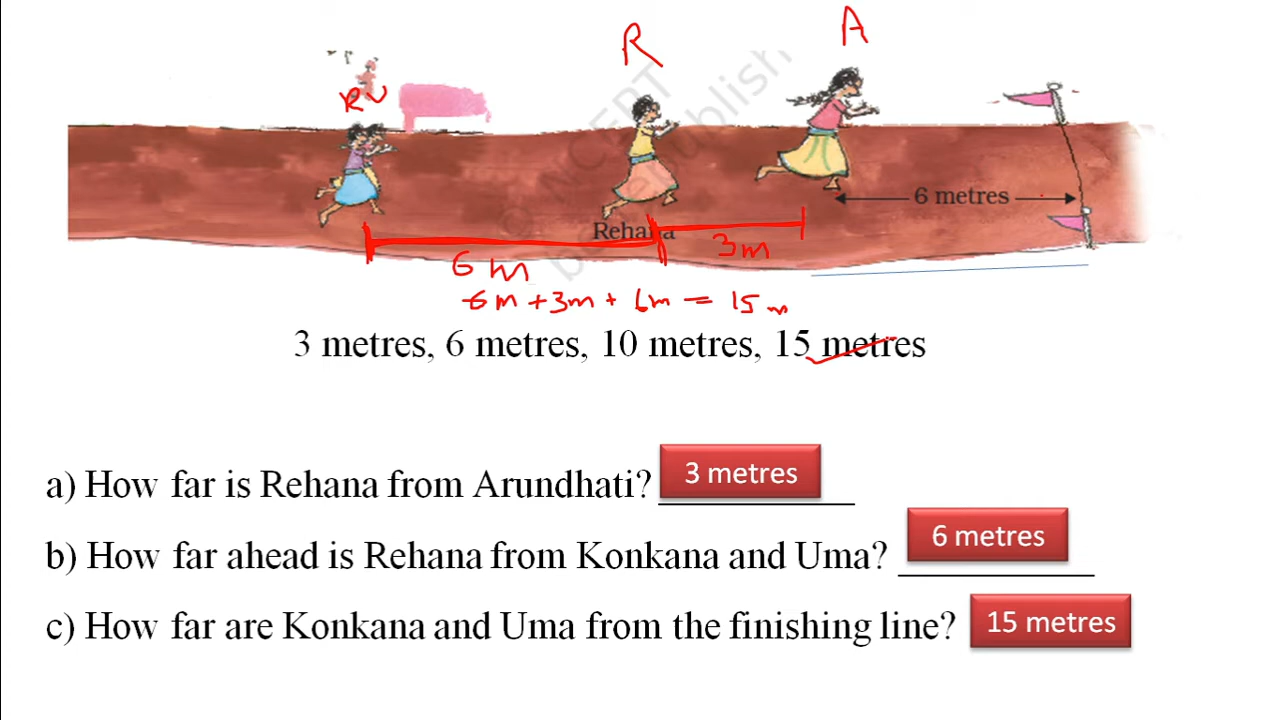 A
R
KU
6 metres
Rehana
3m
6m
6m + 3m + 6m = 15m
3 metres, 6 metres, 10 metres, 15 metres
a) How far is Rehana from Arundhati? 3 metres
b) How far ahead is Rehana from Konkana and Uma? 6 metres
c) How far are Konkana and Uma from the finishing line? 15 metres